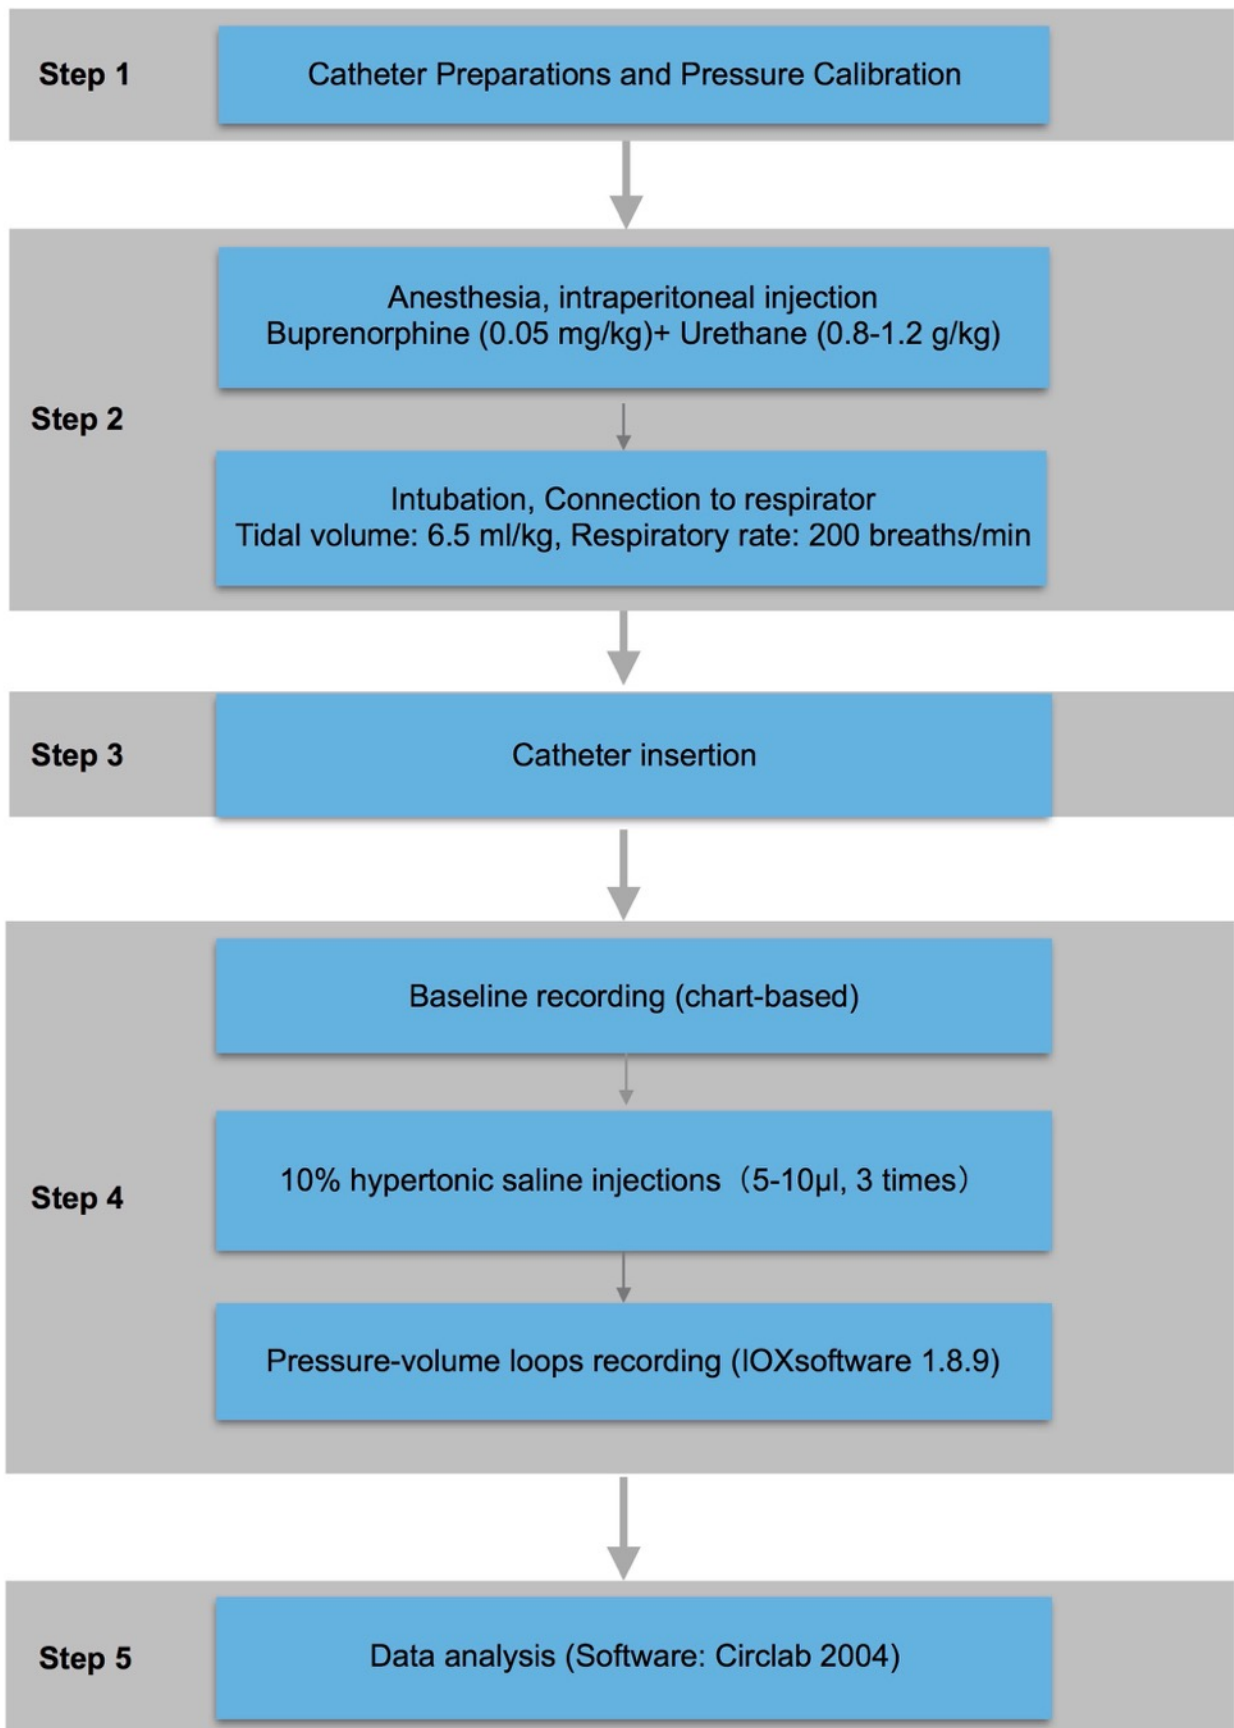 Step 1
Catheter Preparations and Pressure Calibration
Step 2
Anesthesia, intraperitoneal injection
Buprenorphine (0.05 mg/kg)+ Urethane (0.8-1.2 g/kg)
Intubation, Connection to respirator
Tidal volume: 6.5 ml/kg, Respiratory rate: 200 breaths/min
Step 3
Catheter insertion
Step 4
Baseline recording (chart-based)
10% hypertonic saline injections（5-10μl, 3 times）
Pressure-volume loops recording (IOXsoftware 1.8.9)
Step 5
Data analysis (Software: Circlab 2004)